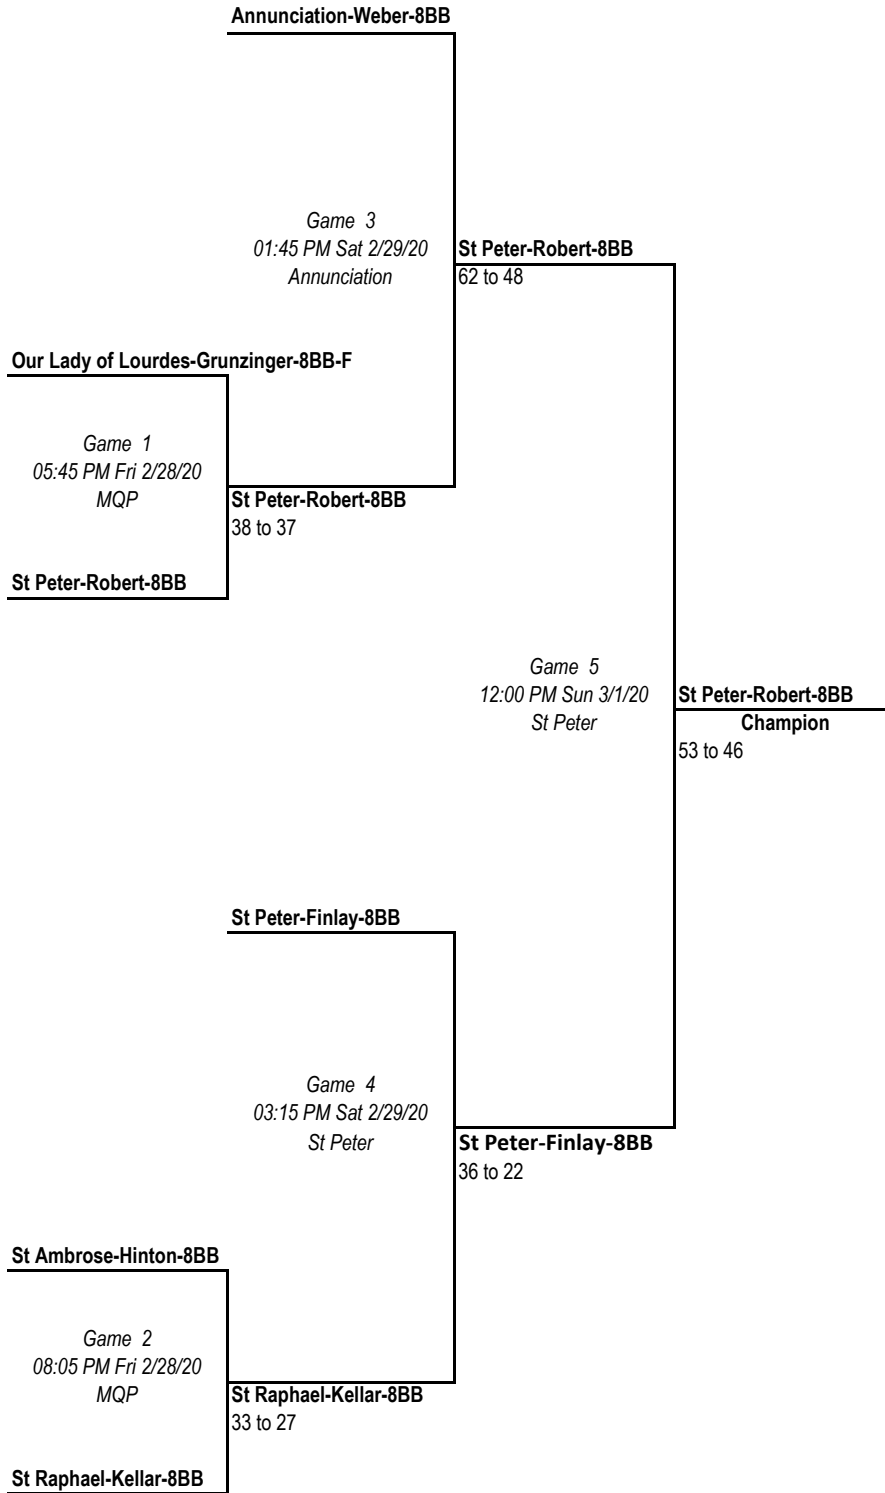 Annunciation-Weber-8BB
Game 3
01:45 PM Sat 2/29/20
Annunciation
St Peter-Robert-8BB
62 to 48
Our Lady of Lourdes-Grunzinger-8BB-F
Game 1
05:45 PM Fri 2/28/20
MQP
St Peter-Robert-8BB
38 to 37
St Peter-Robert-8BB
Game 5
12:00 PM Sun 3/1/20
St Peter
St Peter-Robert-8BB
Champion
53 to 46
St Peter-Finlay-8BB
Game 4
03:15 PM Sat 2/29/20
St Peter
St Peter-Finlay-8BB
36 to 22
St Ambrose-Hinton-8BB
Game 2
08:05 PM Fri 2/28/20
MQP
St Raphael-Kellar-8BB
33 to 27
St Raphael-Kellar-8BB